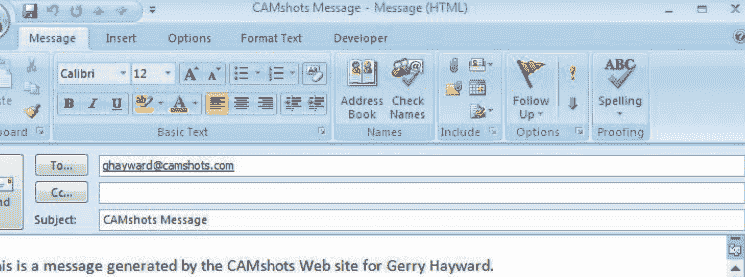 CAMshots Message - Message (HTML)
Message Insert Options Format Text Developer
Calibri 12 A A ABC
B I U A Address Book Check Names Follow Up Spelling
Basic Text Names Include Options Proofing
To... ghayward@camshots.com
Cc...
Subject: CAMshots Message
is is a message generated by the CAMshots Web site for Gerry Hayward.